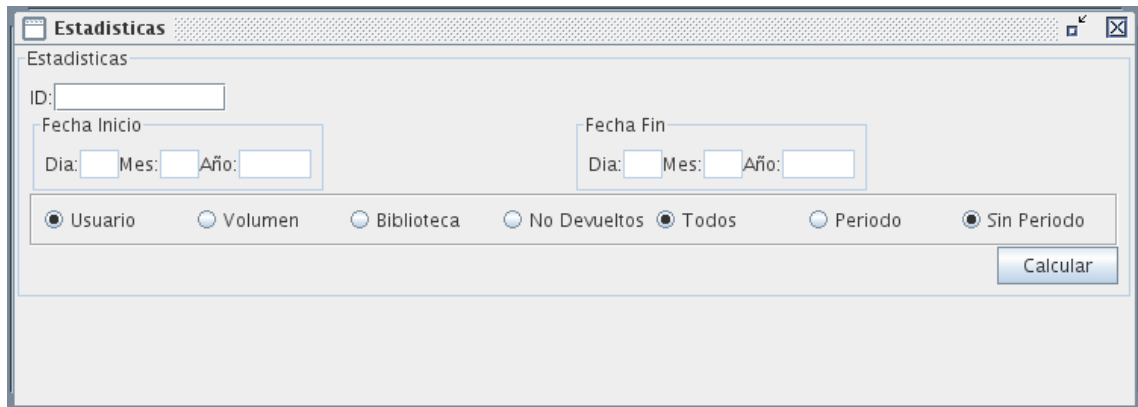 Estadisticas
Estadisticas
ID:
Fecha Inicio Fecha Fin
Dia: Mes: Año: Dia: Mes: Año:
Usuario Volumen Biblioteca No Devueltos Todos Periodo Sin Periodo
Calcular